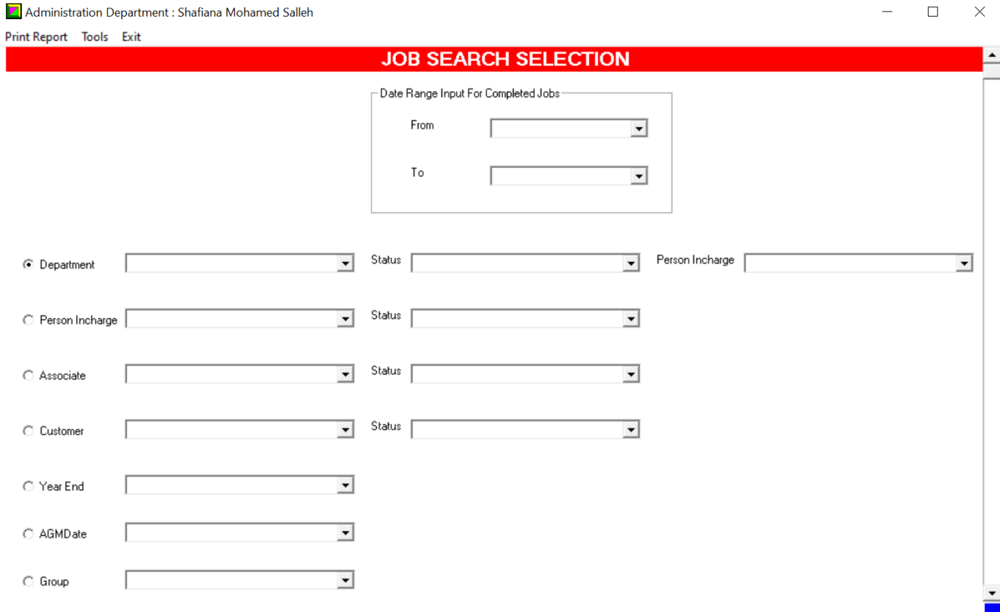 Administration Department : Shafiana Mohamed Salleh
Print Report Tools Exit
JOB SEARCH SELECTION
Date Range Input For Completed Jobs
From
To
Department Status Person Incharge
Person Incharge Status
Associate Status
Customer Status
Year End
AGMDate
Group